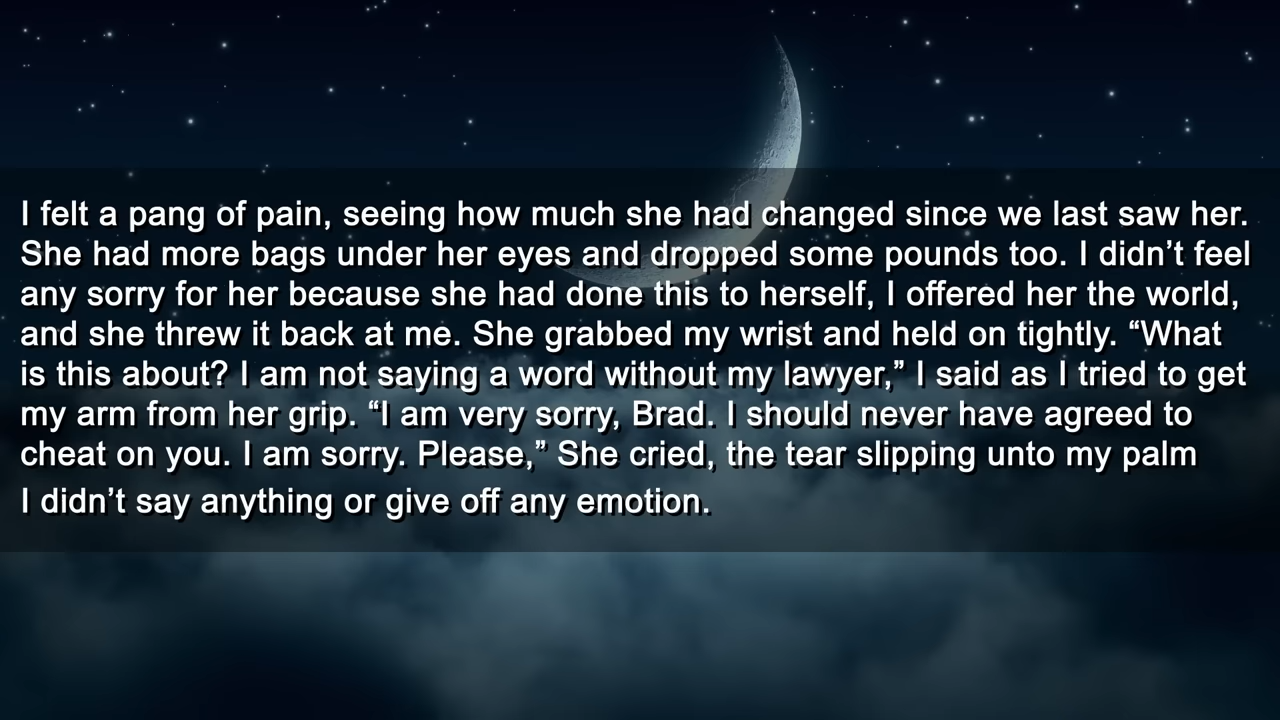 I felt a pang of pain, seeing how much she had changed since we last saw her.
She had more bags under her eyes and dropped some pounds too. I didn’t feel
any sorry for her because she had done this to herself, I offered her the world,
and she threw it back at me. She grabbed my wrist and held on tightly. “What
is this about? I am not saying a word without my lawyer,” I said as I tried to get
my arm from her grip. “I am very sorry, Brad. I should never have agreed to
cheat on you. I am sorry. Please,” She cried, the tear slipping unto my palm
I didn’t say anything or give off any emotion.